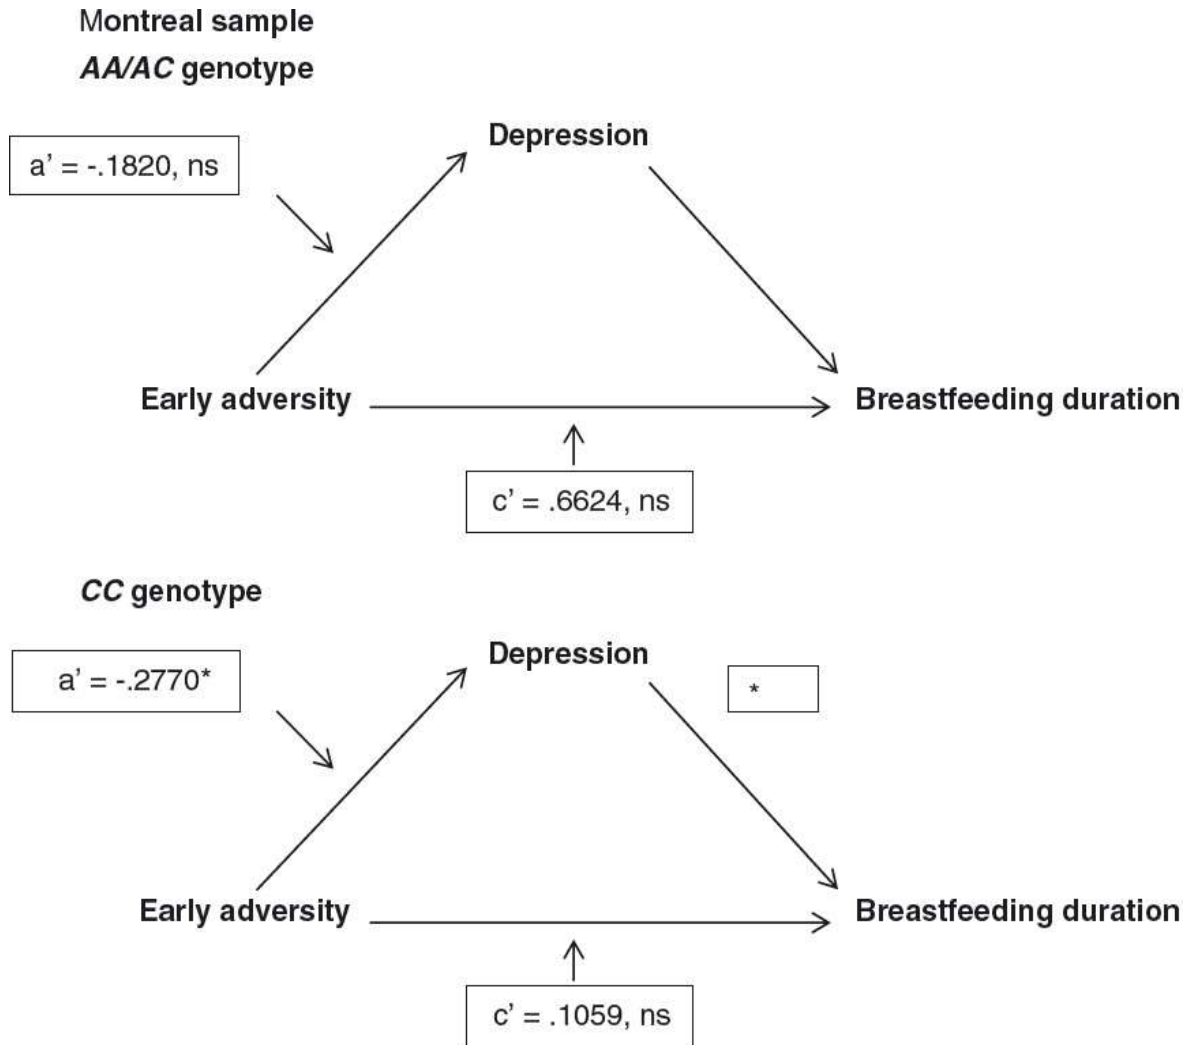 Montreal sample
AA/AC genotype
Depression
a’ = -.1820, ns
Early adversity
Breastfeeding duration
c’ = .6624, ns
CC genotype
Depression
a’ = -.2770*
*
Early adversity
Breastfeeding duration
c’ = .1059, ns